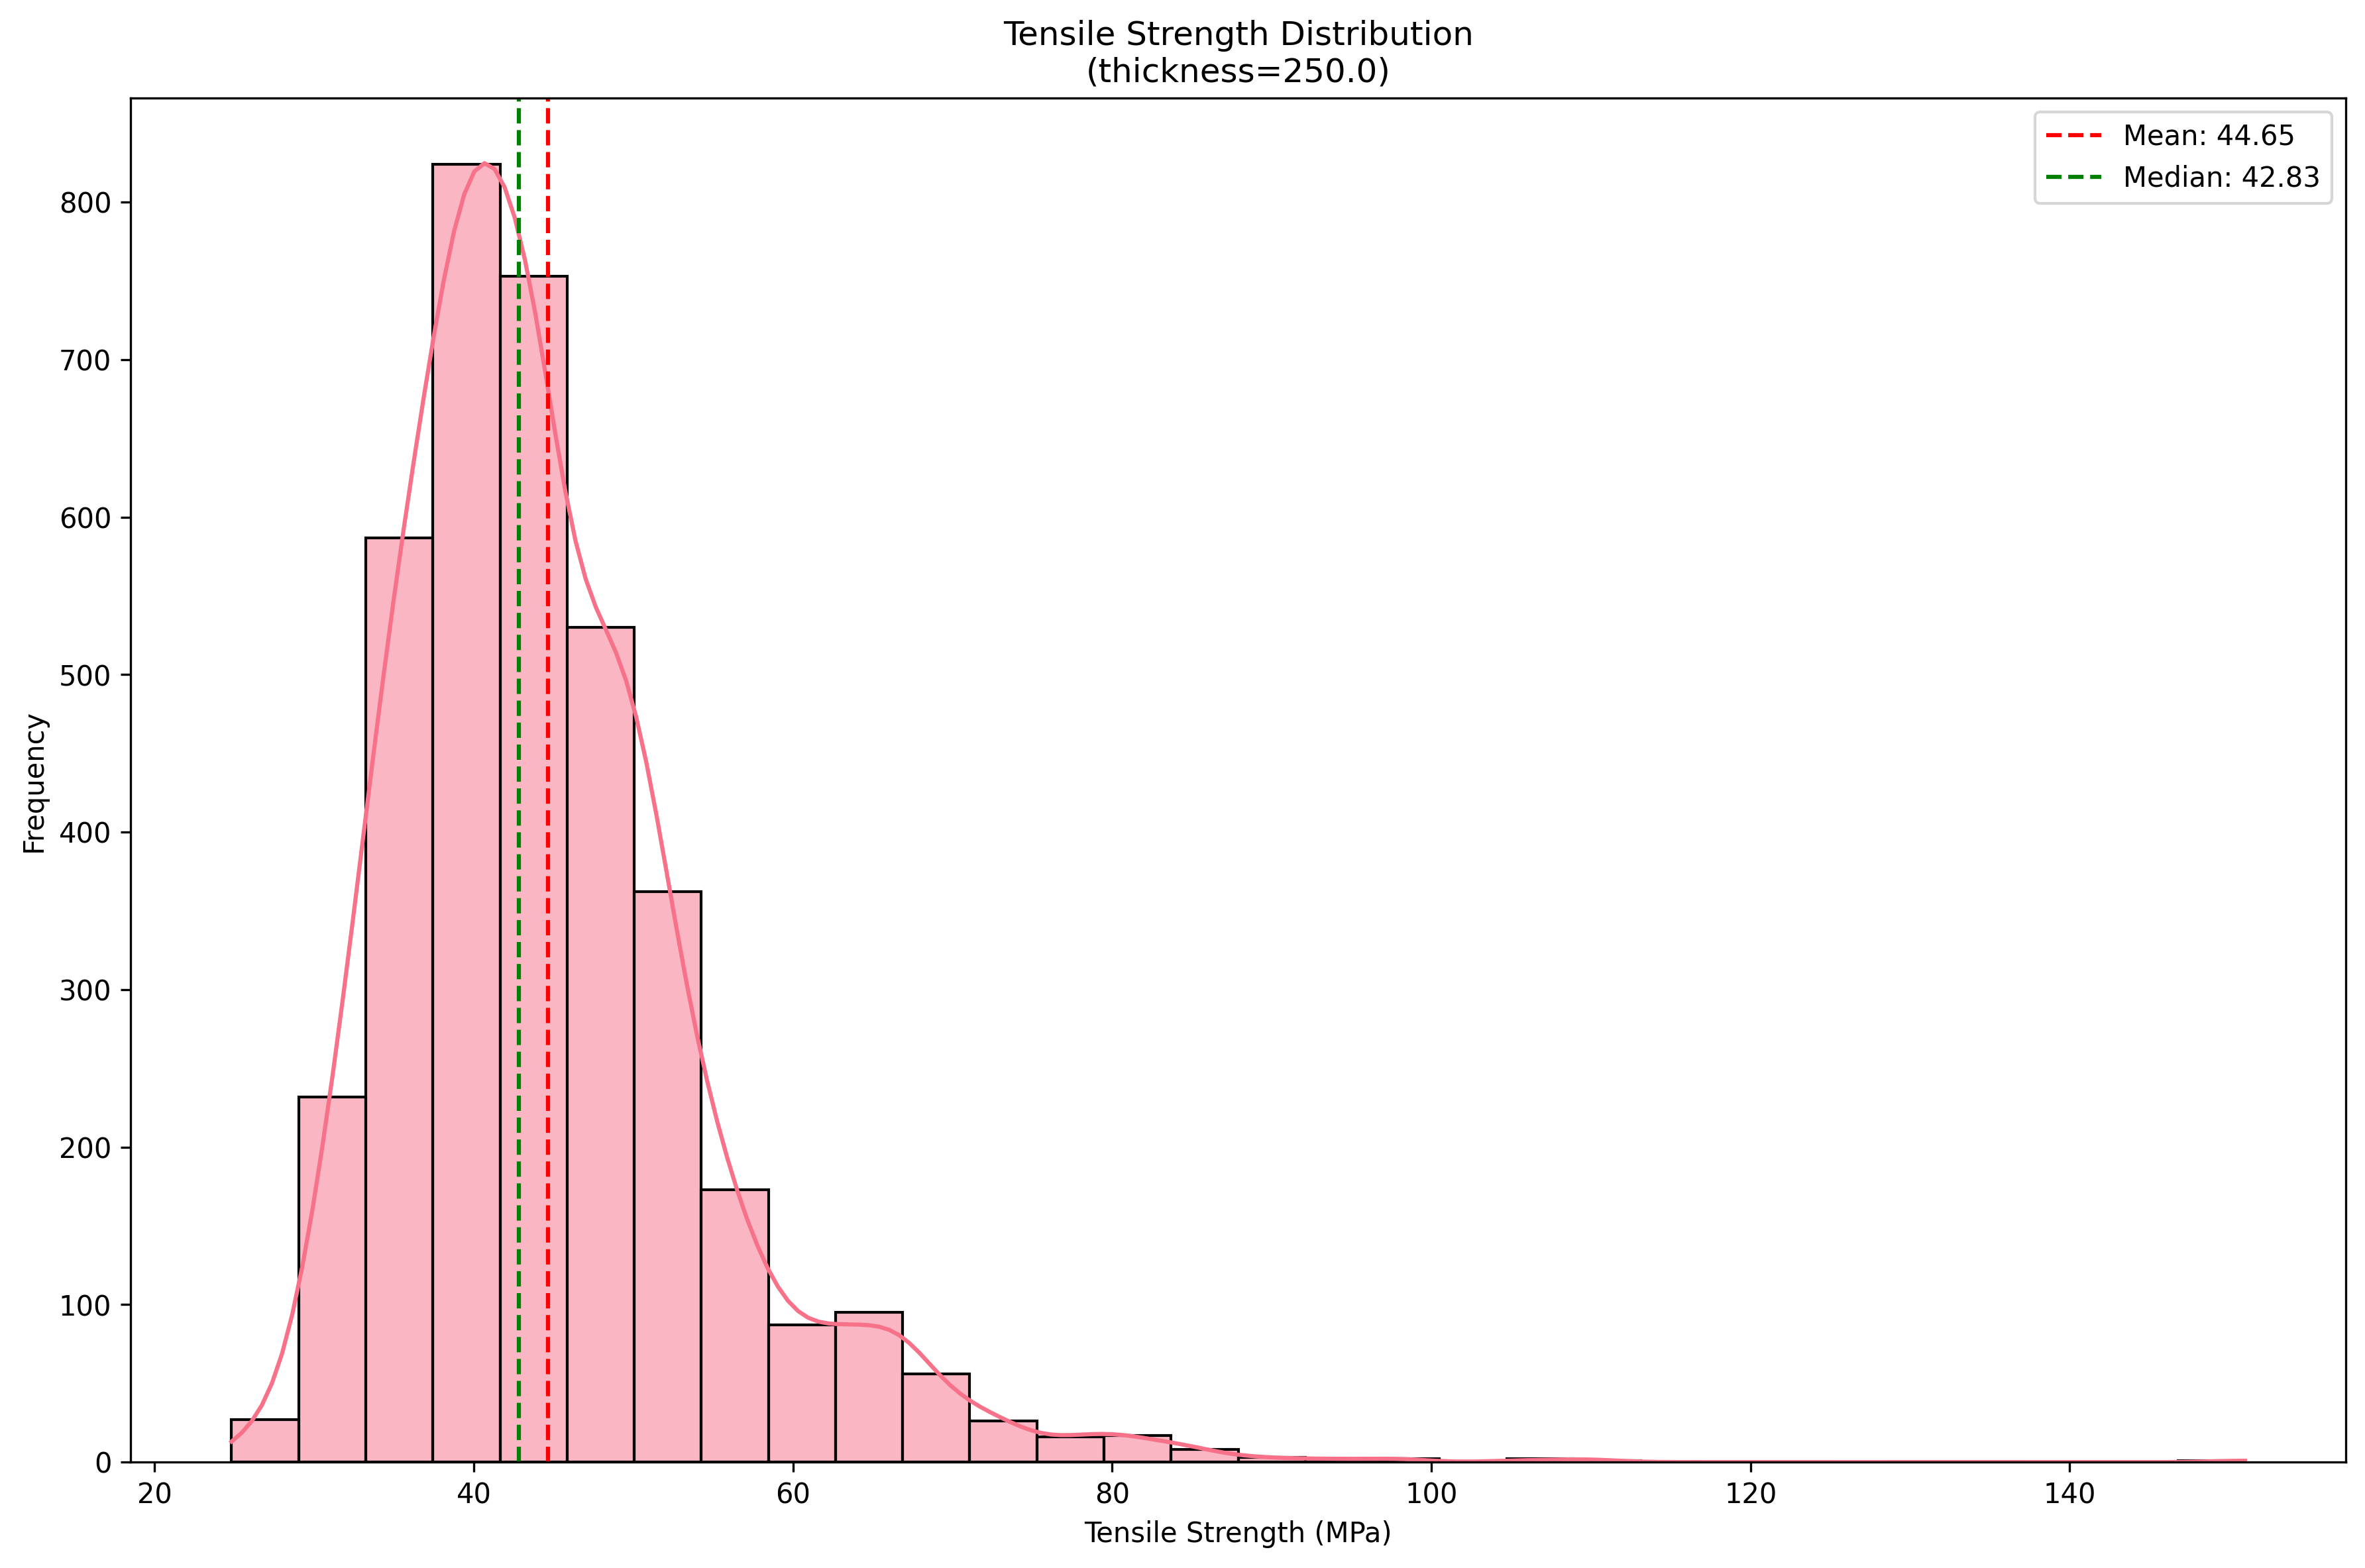 Tensile Strength Distribution
(thickness=250.0)
Mean: 44.65
Median: 42.83
Frequency
800
700
600
500
400
300
200
100
0
20 40 60 80 100 120 140
Tensile Strength (MPa)